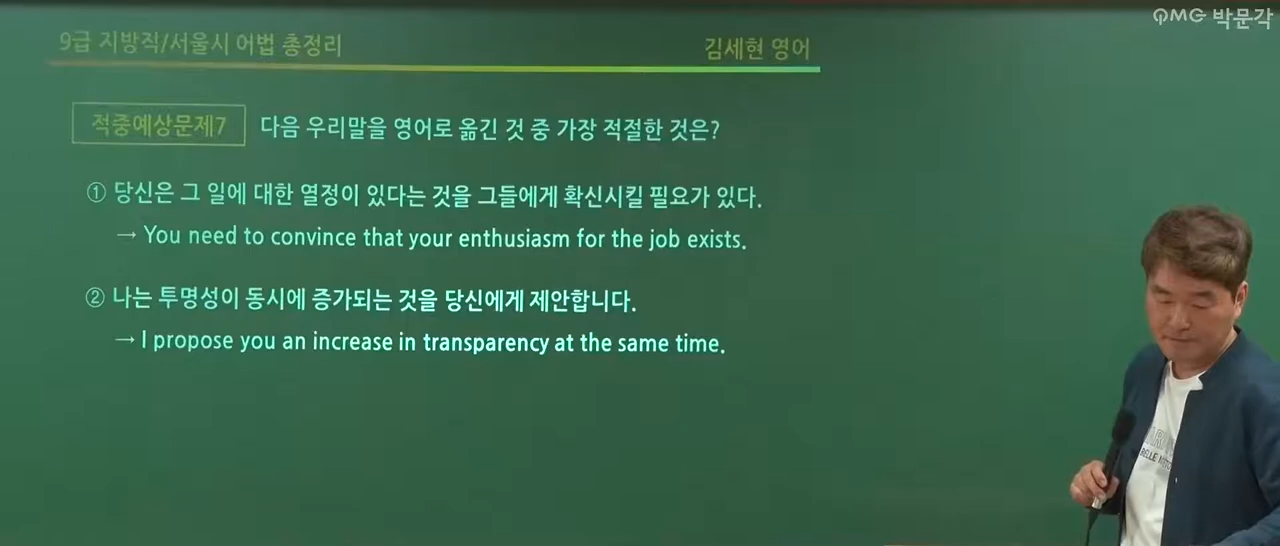 QMG 박문각
9급 지방직/서울시 어법 총정리
김세현 영어
적중예상문제7 다음 우리말을 영어로 옮긴 것 중 가장 적절한 것은?
① 당신은 그 일에 대한 열정이 있다는 것을 그들에게 확신시킬 필요가 있다.
→ You need to convince that your enthusiasm for the job exists.
② 나는 투명성이 동시에 증가되는 것을 당신에게 제안합니다.
→ I propose you an increase in transparency at the same time.